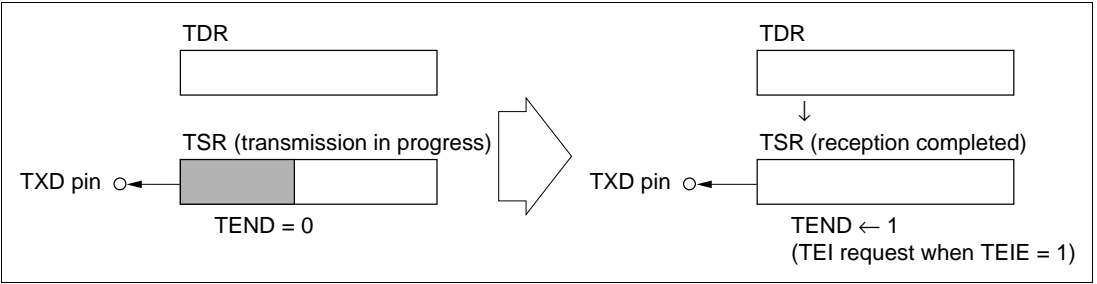 TDR
TSR (transmission in progress)
TXD pin
TEND = 0
TDR
↓
TSR (reception completed)
TXD pin
TEND ← 1
(TEI request when TEIE = 1)